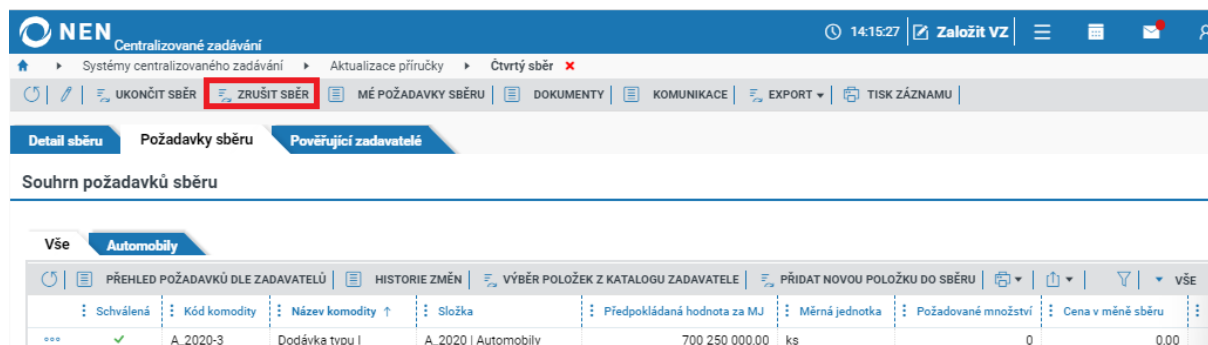 NEN
Centralizované zadávání
14:15:27 Založit VZ
Systémy centralizovaného zadávání Aktualizace příručky Čtvrtý sběr
UKONČIT SBĚR ZRUŠIT SBĚR MÉ POŽADAVKY SBĚRU DOKUMENTY KOMUNIKACE EXPORT TISK ZÁZNAMU
Detail sběru Požadavky sběru Pověřující zadavatelé
Souhrn požadavků sběru
Vše Automobily
PŘEHLED POŽADAVKŮ DLE ZADAVATELŮ HISTORIE ZMĚN VÝBĚR POLOŽEK Z KATALOGU ZADAVATELE PŘIDAT NOVOU POLOŽKU DO SBĚRU VŠE
Schválená Kód komodity Název komodity ↑ Složka Předpokládaná hodnota za MJ Měrná jednotka Požadované množství Cena v měně sběru
A_2020-3 Dodávka typu I A_2020 | Automobily 700 250 000.00 ks 0 0.00